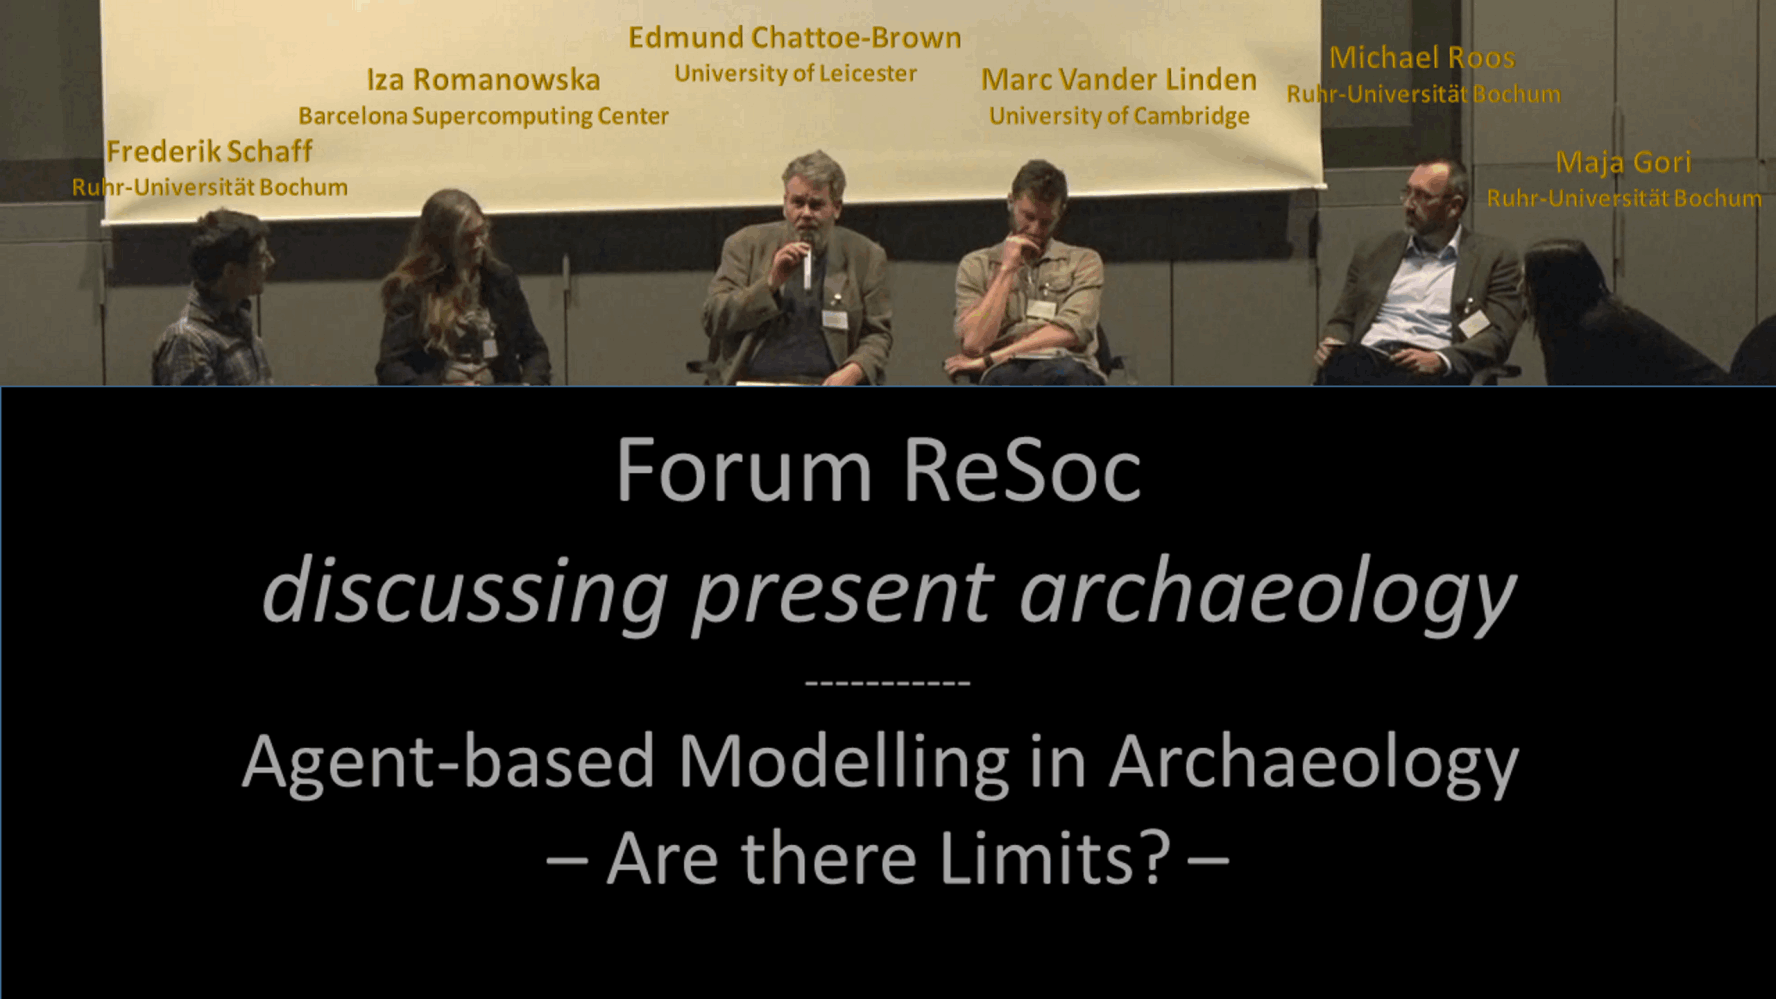 Edmund Chattoe-Brown
University of Leicester
Iza Romanowska
Barcelona Supercomputing Center
Marc Vander Linden
University of Cambridge
Michael Roos
Ruhr-Universität Bochum
Frederik Schaff
Ruhr-Universität Bochum
Maja Gori
Ruhr-Universität Bochum
Forum ReSoc
discussing present archaeology
-----------
Agent-based Modelling in Archaeology
– Are there Limits? –